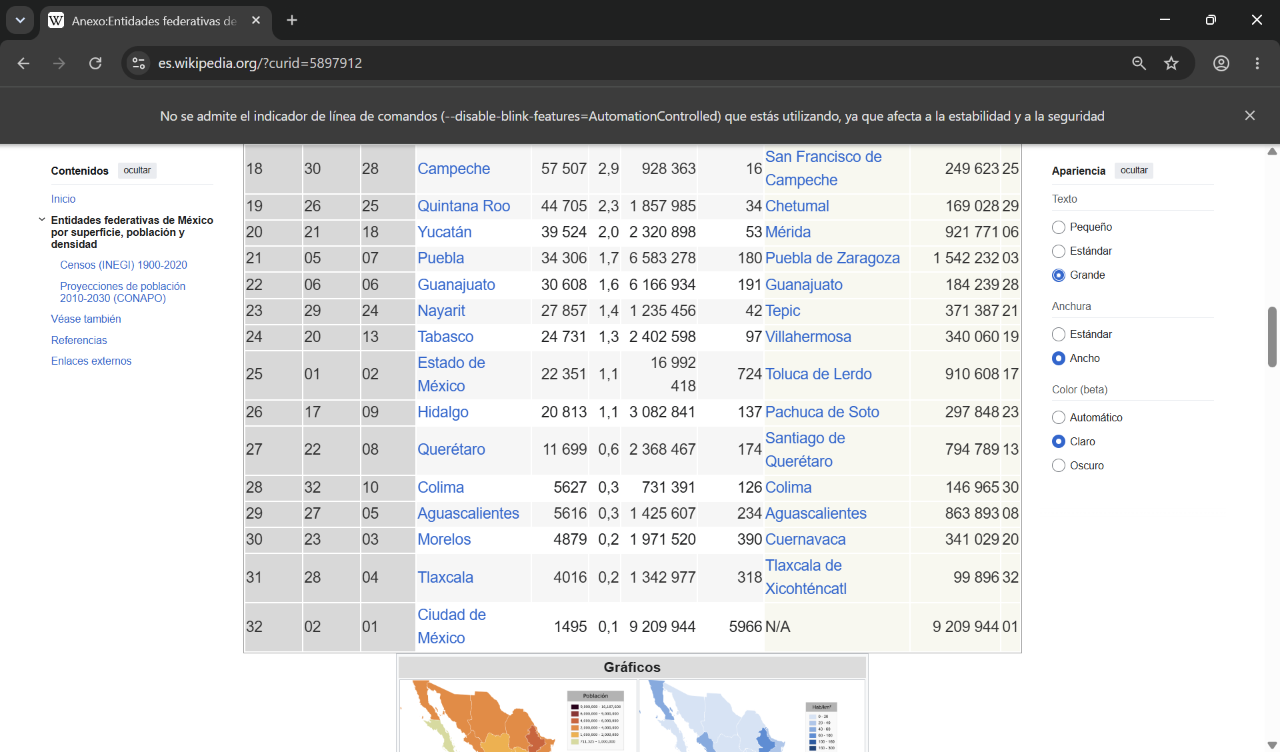 Anexo:Entidades federativas de
es.wikipedia.org/?curid=5897912
No se admite el indicador de línea de comandos (--disable-blink-features=AutomationControlled) que estás utilizando, ya que afecta a la estabilidad y a la seguridad
Contenidos ocultar
Inicio
Entidades federativas de México
por superficie, población y
densidad
Censos (INEGI) 1900-2020
Proyecciones de población
2010-2030 (CONAPO)
Véase también
Referencias
Enlaces externos
18 30 28 Campeche 57 507 2,9 928 363 16 San Francisco de
Campeche 249 623 25
19 26 25 Quintana Roo 44 705 2,3 1 857 985 34 Chetumal 169 028 29
20 21 18 Yucatán 39 524 2,0 2 320 898 53 Mérida 921 771 06
21 05 07 Puebla 34 306 1,7 6 583 278 180 Puebla de Zaragoza 1 542 232 03
22 06 06 Guanajuato 30 608 1,6 6 166 934 191 Guanajuato 184 239 28
23 29 24 Nayarit 27 857 1,4 1 235 456 42 Tepic 371 387 21
24 20 13 Tabasco 24 731 1,3 2 402 598 97 Villahermosa 340 060 19
25 01 02 Estado de
México 22 351 1,1 16 992
418 724 Toluca de Lerdo 910 608 17
26 17 09 Hidalgo 20 813 1,1 3 082 841 137 Pachuca de Soto 297 848 23
27 22 08 Querétaro 11 699 0,6 2 368 467 174 Santiago de
Querétaro 794 789 13
28 32 10 Colima 5627 0,3 731 391 126 Colima 146 965 30
29 27 05 Aguascalientes 5616 0,3 1 425 607 234 Aguascalientes 863 893 08
30 23 03 Morelos 4879 0,2 1 971 520 390 Cuernavaca 341 029 20
31 28 04 Tlaxcala 4016 0,2 1 342 977 318 Tlaxcala de
Xicohténcatl 99 896 32
32 02 01 Ciudad de
México 1495 0,1 9 209 944 5966 N/A 9 209 944 01
Gráficos
Población
Hab/km²
Apariencia ocultar
Texto
Pequeño
Estándar
Grande
Anchura
Estándar
Ancho
Color (beta)
Automático
Claro
Oscuro